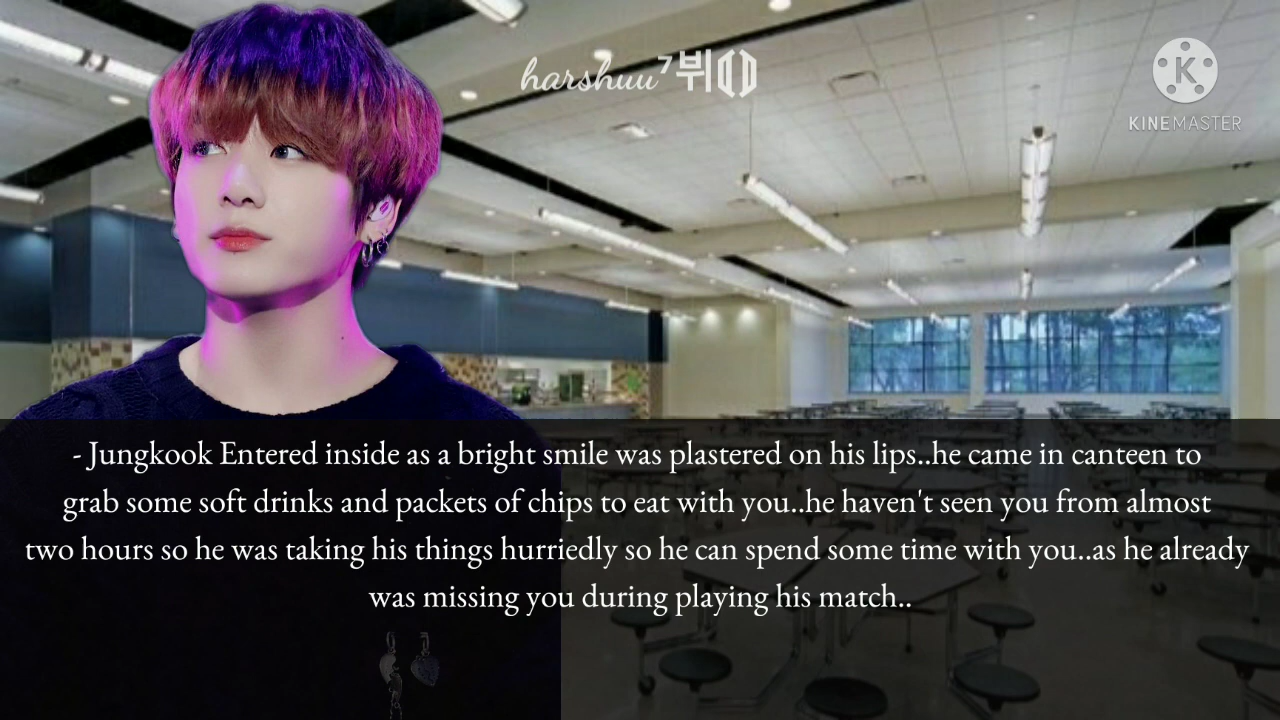 harshuu⁷뷔
KINEMASTER
- Jungkook Entered inside as a bright smile was plastered on his lips..he came in canteen to
grab some soft drinks and packets of chips to eat with you..he haven't seen you from almost
two hours so he was taking his things hurriedly so he can spend some time with you..as he already
was missing you during playing his match..